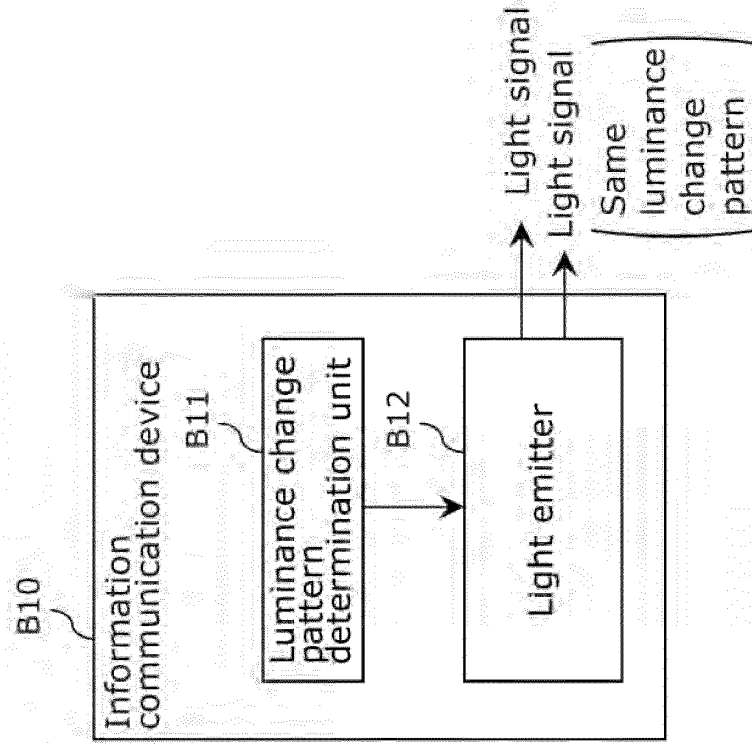 B10
Information
communication device
B11
Luminance change
pattern
determination unit
B12
Light emitter
Light signal
Light signal
Same
luminance
change
pattern